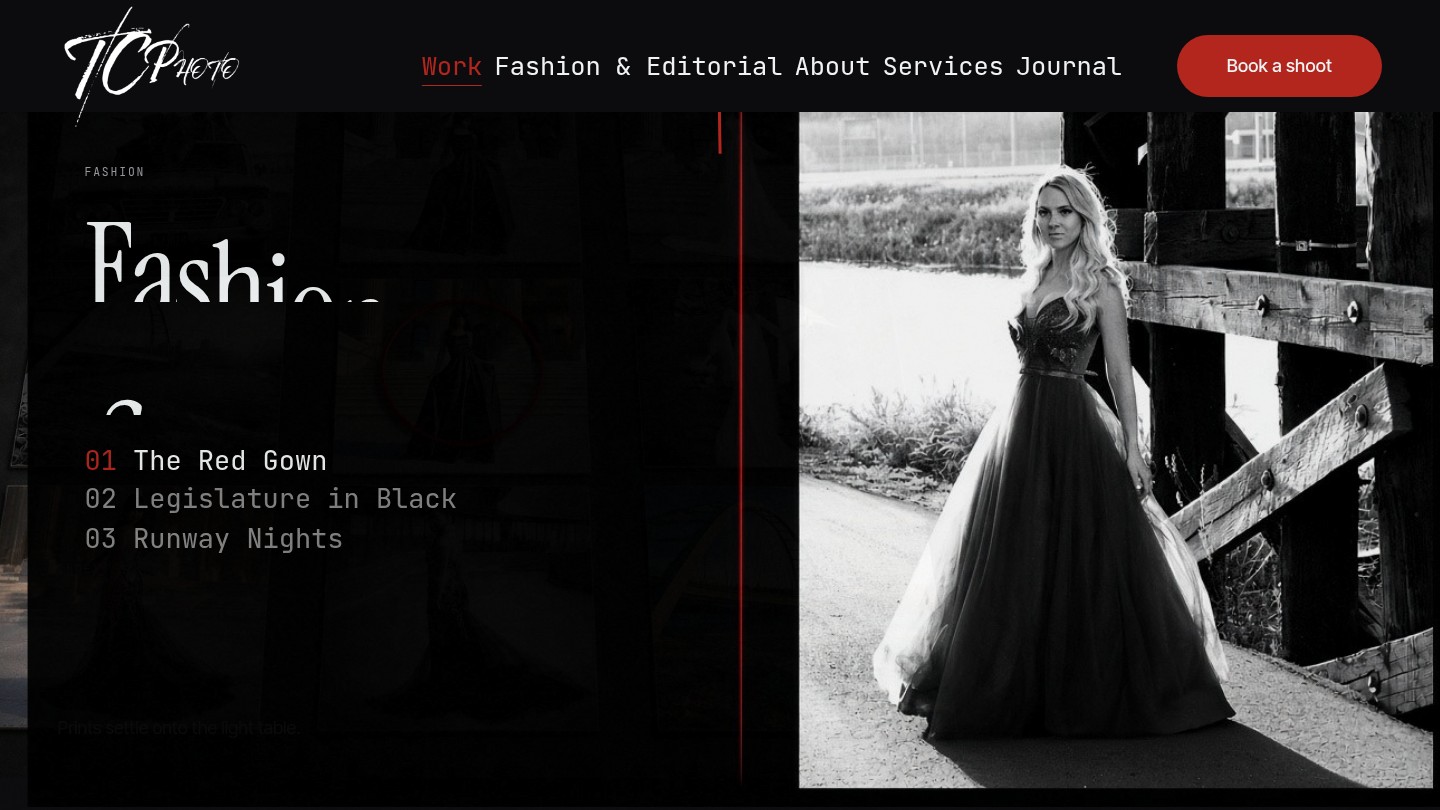 TCPHOTO
Work Fashion & Editorial About Services Journal
Book a shoot
FASHION
Fashion
01 The Red Gown
02 Legislature in Black
03 Runway Nights
Prints settle onto the light table.